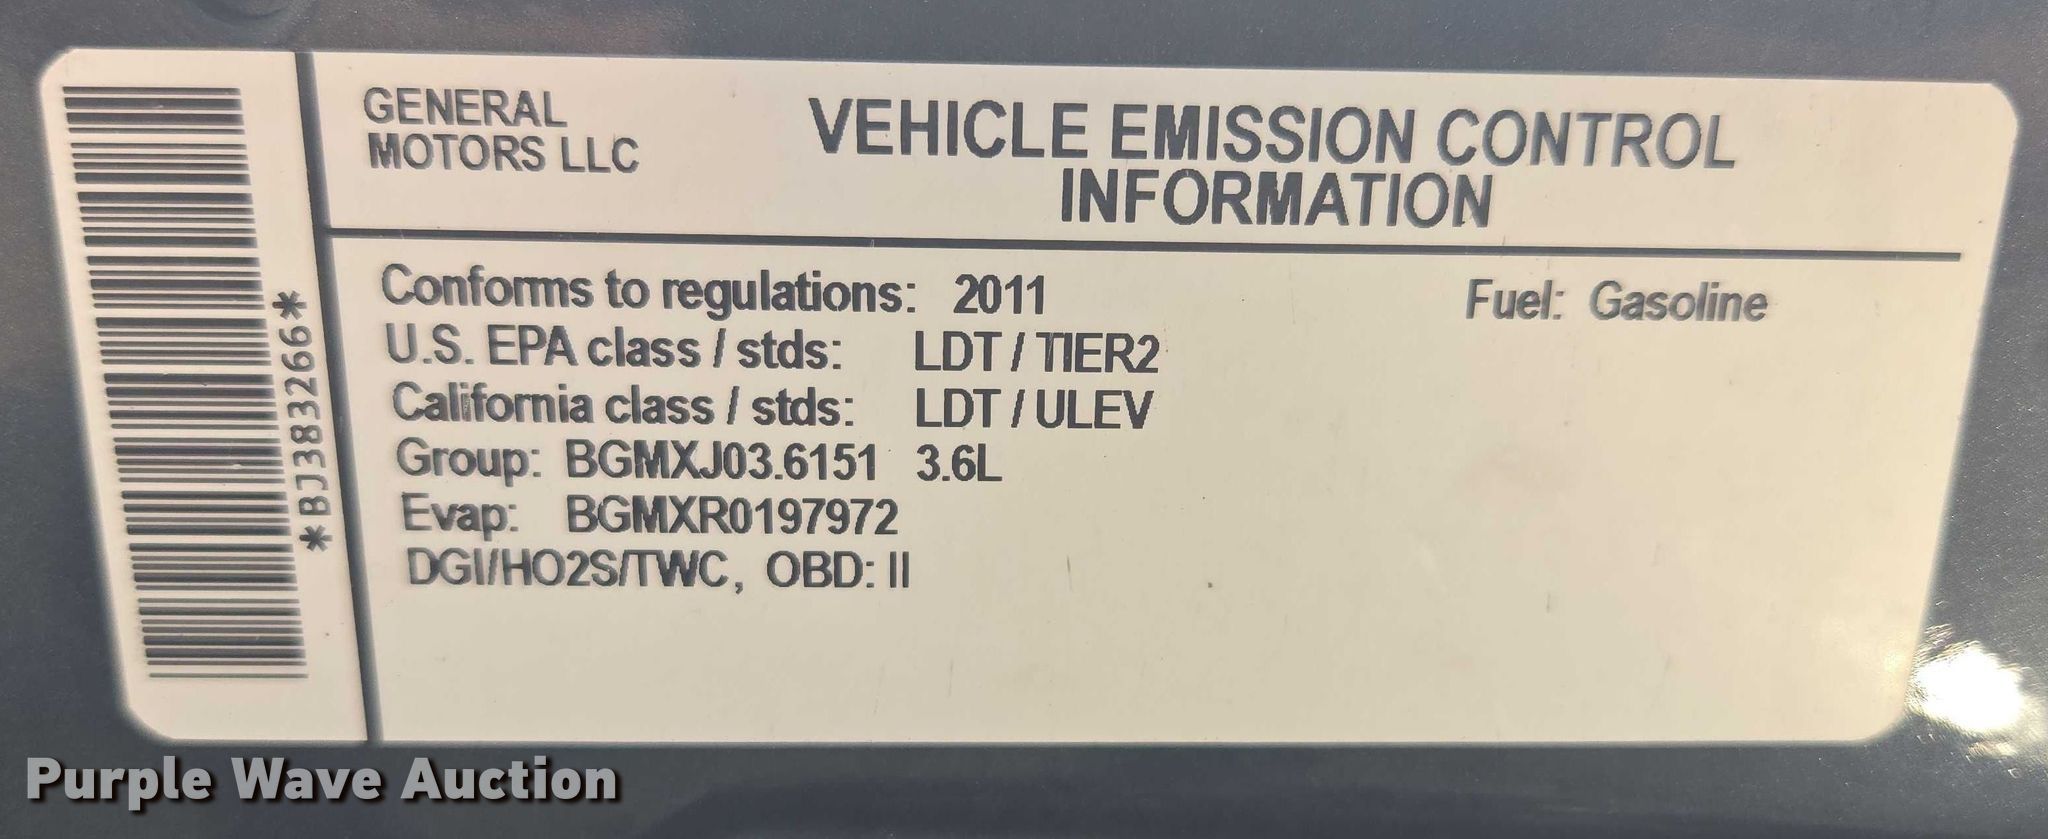 GENERAL
MOTORS LLC
VEHICLE EMISSION CONTROL
INFORMATION
*BJ383266*
Conforms to regulations: 2011 Fuel: Gasoline
U.S. EPA class / stds: LDT / TIER2
California class / stds: LDT / ULEV
Group: BGMXJ03.6151 3.6L
Evap: BGMXR0197972
DGI/HO2S/TWC, OBD: II
Purple Wave Auction